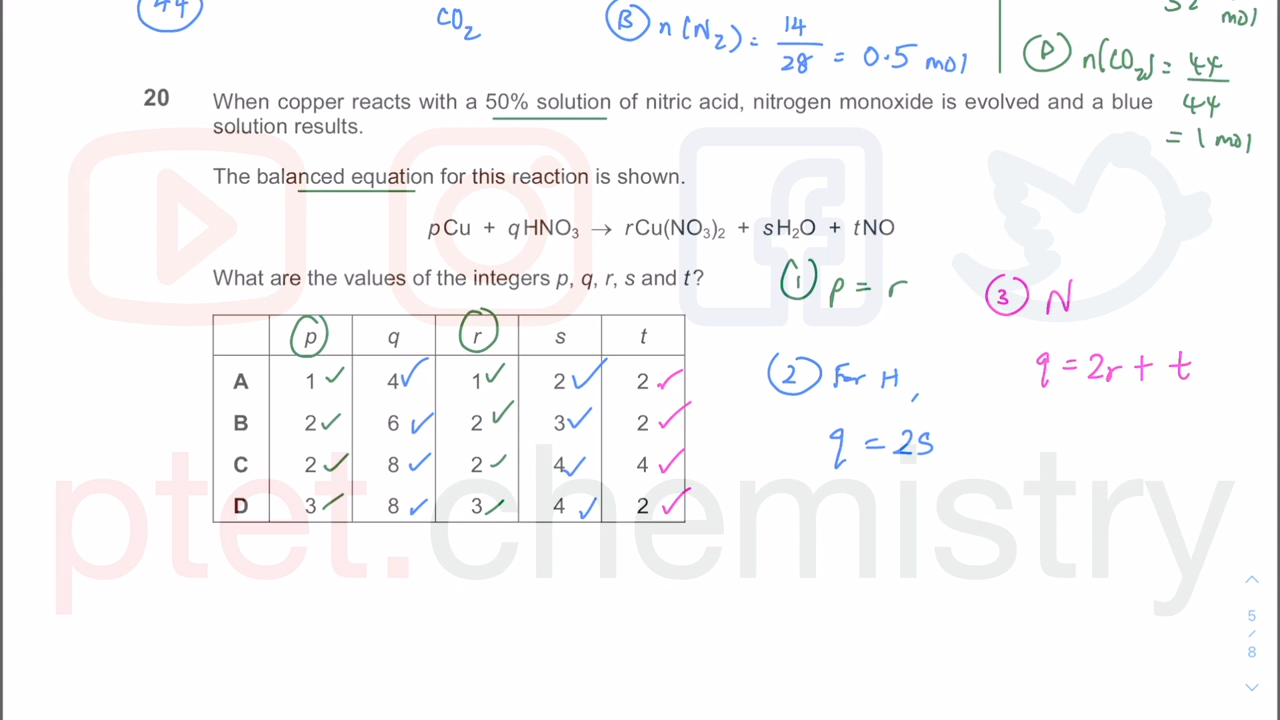 44
CO₂
Ⓑ n(N₂) = 14/28 = 0.5 mol
mol
Ⓓ n(CO₂) = 44/44
= 1 mol
20 When copper reacts with a 50% solution of nitric acid, nitrogen monoxide is evolved and a blue
solution results.
The balanced equation for this reaction is shown.
pCu + qHNO₃ → rCu(NO₃)₂ + sH₂O + tNO
What are the values of the integers p, q, r, s and t?
p q r s t
A 1 ✓ 4 ✓ 1 ✓ 2 ✓ 2 ✓
B 2 ✓ 6 ✓ 2 ✓ 3 ✓ 2 ✓
C 2 ✓ 8 ✓ 2 ✓ 4 ✓ 4 ✓
D 3 ✓ 8 ✓ 3 ✓ 4 ✓ 2 ✓
① p = r
② For H,
q = 2s
③ N
q = 2r + t
ptet.chemistry
5
/
8